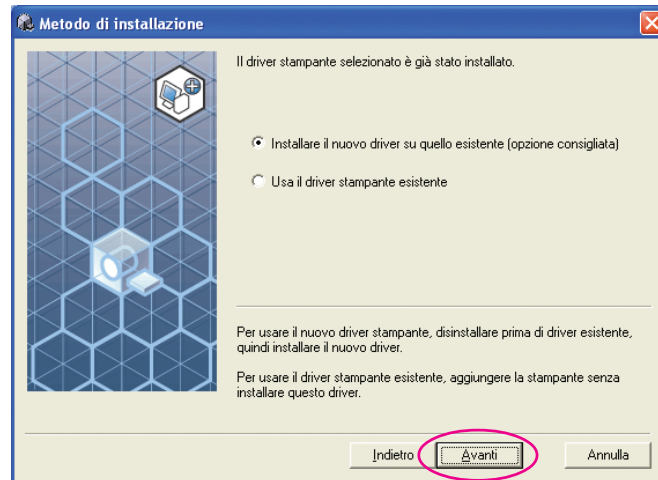 Metodo di installazione
Il driver stampante selezionato è già stato installato.
Installare il nuovo driver su quello esistente (opzione consigliata)
Usa il driver stampante esistente
Per usare il nuovo driver stampante, disinstallare prima di driver esistente,
quindi installare il nuovo driver.
Per usare il driver stampante esistente, aggiungere la stampante senza
installare questo driver.
Indietro
Avanti
Annulla